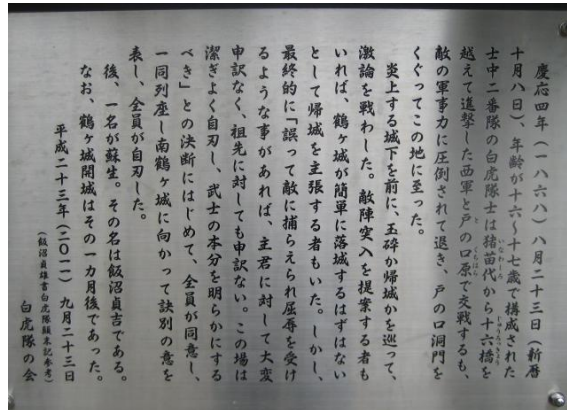 慶応四年（一八六八）八月二十三日（新暦
十月八日）、年齢が十六〜十七歳で構成された
士中二番隊の白虎隊士は猪苗代から十六橋を
越えて進撃した西軍と戸の口原で交戦するも、
敵の軍事力に圧倒されて退き、戸の口洞門を
くぐってこの地に至った。
炎上する城下を前に、玉砕か帰城かを巡って、
激論を戦わした。敵陣突入を提案する者も
いれば、鶴ヶ城が簡単に落城するはずはない
として帰城を主張する者もいた。しかし、
最終的に「誤って敵に捕らえられ屈辱を受け
るような事があれば、主君に対して大変
申訳なく、祖先に対しても申訳ない。この場は
潔ぎよく自刃し、武士の本分を明らかにする
べき」との決断にはじめて、全員が同意し、
一同列座し南鶴ヶ城に向かって訣別の意を
表し、全員が自刃した。
後、一名が蘇生。その名は飯沼貞吉である。
なお、鶴ヶ城開城はその一カ月後であった。
平成二十三年（二〇一一）　九月二十三日
（飯沼貞雄書白虎隊顛末記参考）
白虎隊の会